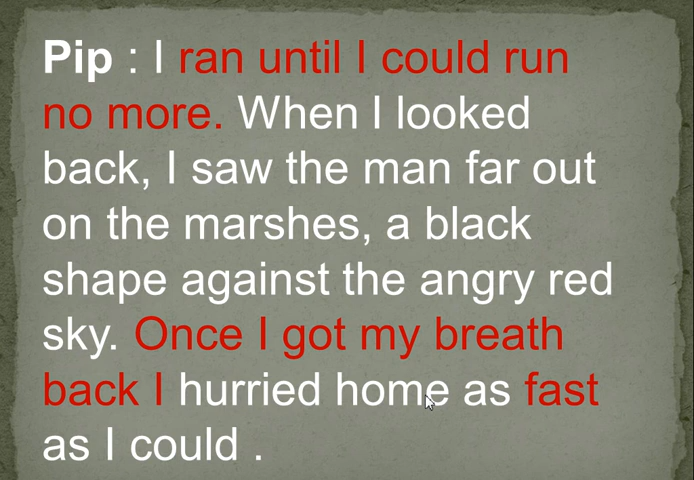 Pip : I ran until I could run
no more. When I looked
back, I saw the man far out
on the marshes, a black
shape against the angry red
sky. Once I got my breath
back I hurried home as fast
as I could .